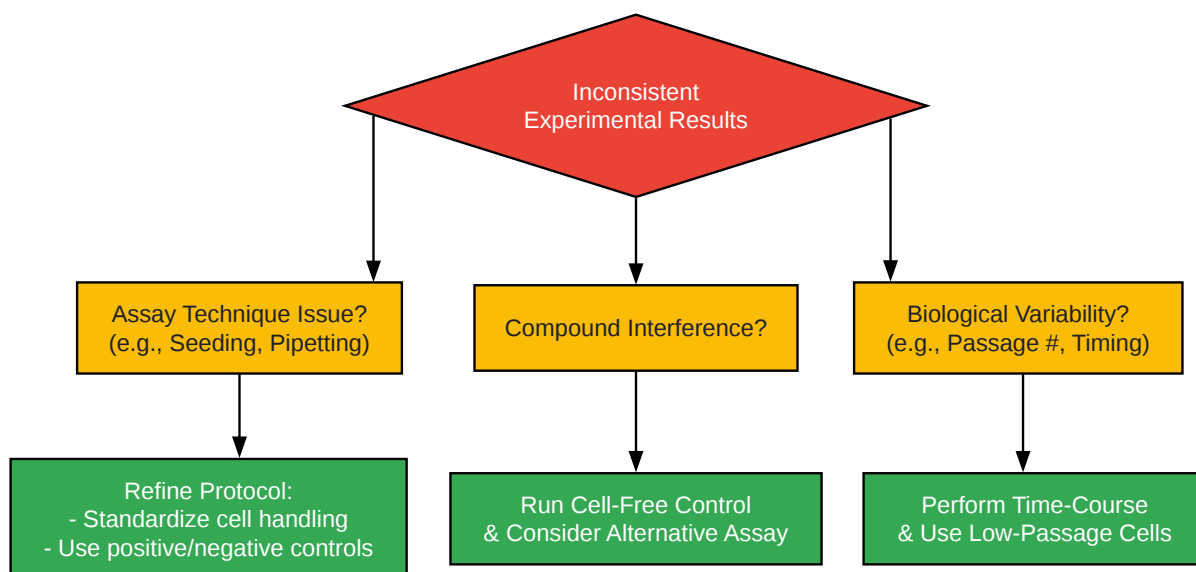 Inconsistent
Experimental Results
Assay Technique Issue?
(e.g., Seeding, Pipetting)
Compound Interference?
Biological Variability?
(e.g., Passage #, Timing)
Refine Protocol:
- Standardize cell handling
- Use positive/negative controls
Run Cell-Free Control
& Consider Alternative Assay
Perform Time-Course
& Use Low-Passage Cells